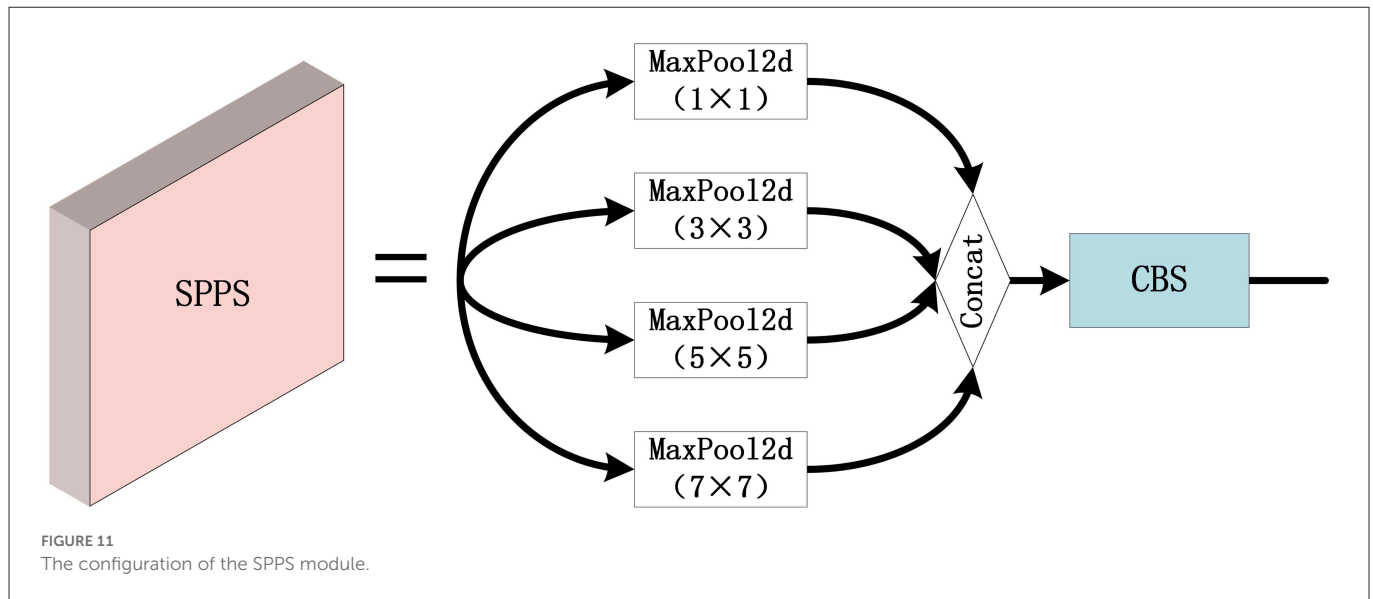 SPPS
MaxPool2d
(1×1)
MaxPool2d
(3×3)
MaxPool2d
(5×5)
MaxPool2d
(7×7)
Concat
CBS
FIGURE 11
The configuration of the SPPS module.